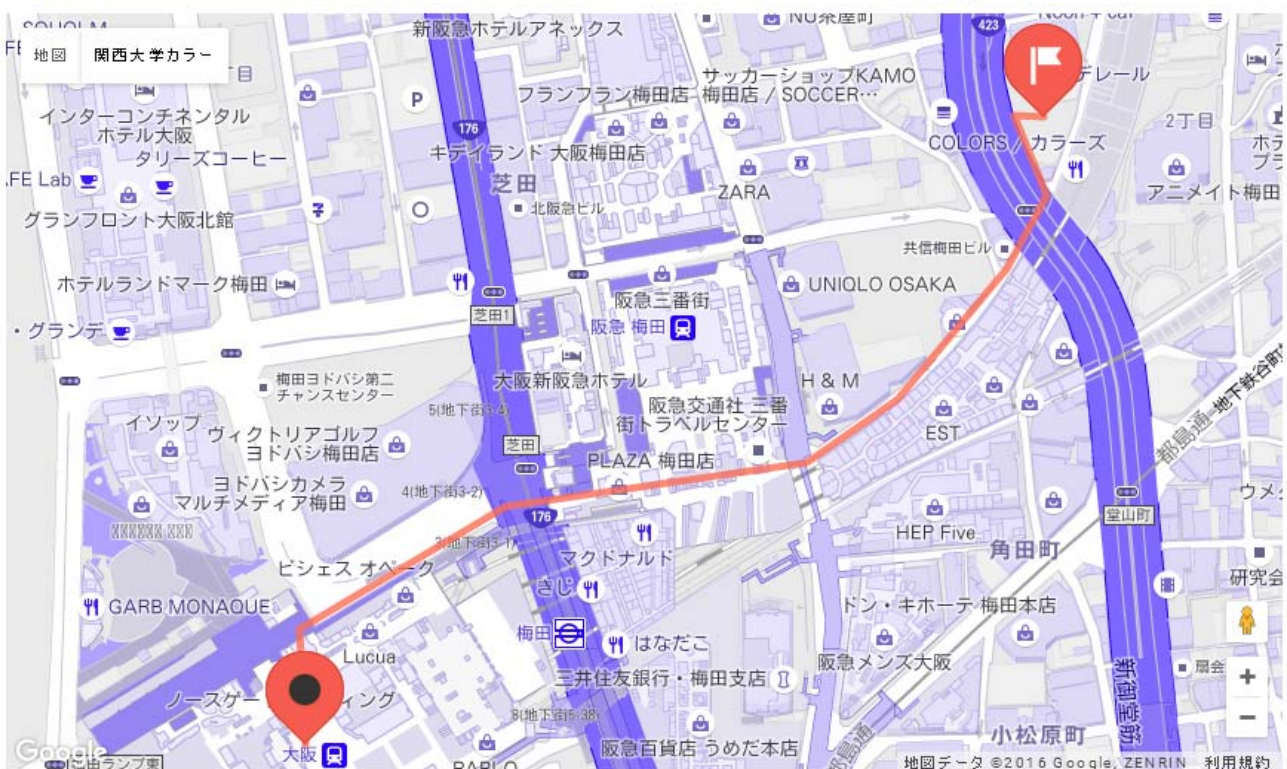 SQUOLM
NU茶屋町
423
地図 関西大学カラー
新阪急ホテルアネックス
サッカーショップKAMO
梅田店 / SOCCER…
フランフラン梅田店
デレール
インターコンチネンタル
ホテル大阪
P
176
2丁目
キデイランド 大阪梅田店
COLORS / カラーズ
タリーズコーヒー
芝田
ZARA
アニメイト梅田
グランフロント大阪北館
北阪急ビル
共信梅田ビル
ホテルランドマーク梅田
UNIQLO OSAKA
阪急三番街
芝田1
・グランデ
阪急 梅田
梅田ヨドバシ第二
チャンスセンター
大阪新阪急ホテル
H & M
阪急交通社 三番
街トラベルセンター
イソップ
ヴィクトリアゴルフ
ヨドバシ梅田店
芝田
EST
都島通
地下鉄谷町
PLAZA 梅田店
ヨドバシカメラ
マルチメディア梅田
4(地下街3-2)
176
堂山町
HEP Five
角田町
マクドナルド
ビシェス オペーク
きじ
研究会
GARB MONAQUE
ドン・キホーテ 梅田本店
梅田
はなだこ
Lucua
阪急メンズ大阪
三井住友銀行・梅田支店
扇会
新御堂筋
8(地下街5-38)
大阪
阪急百貨店 うめだ本店
小松原町
Google
地図データ ©2016 Google, ZENRIN 利用規約